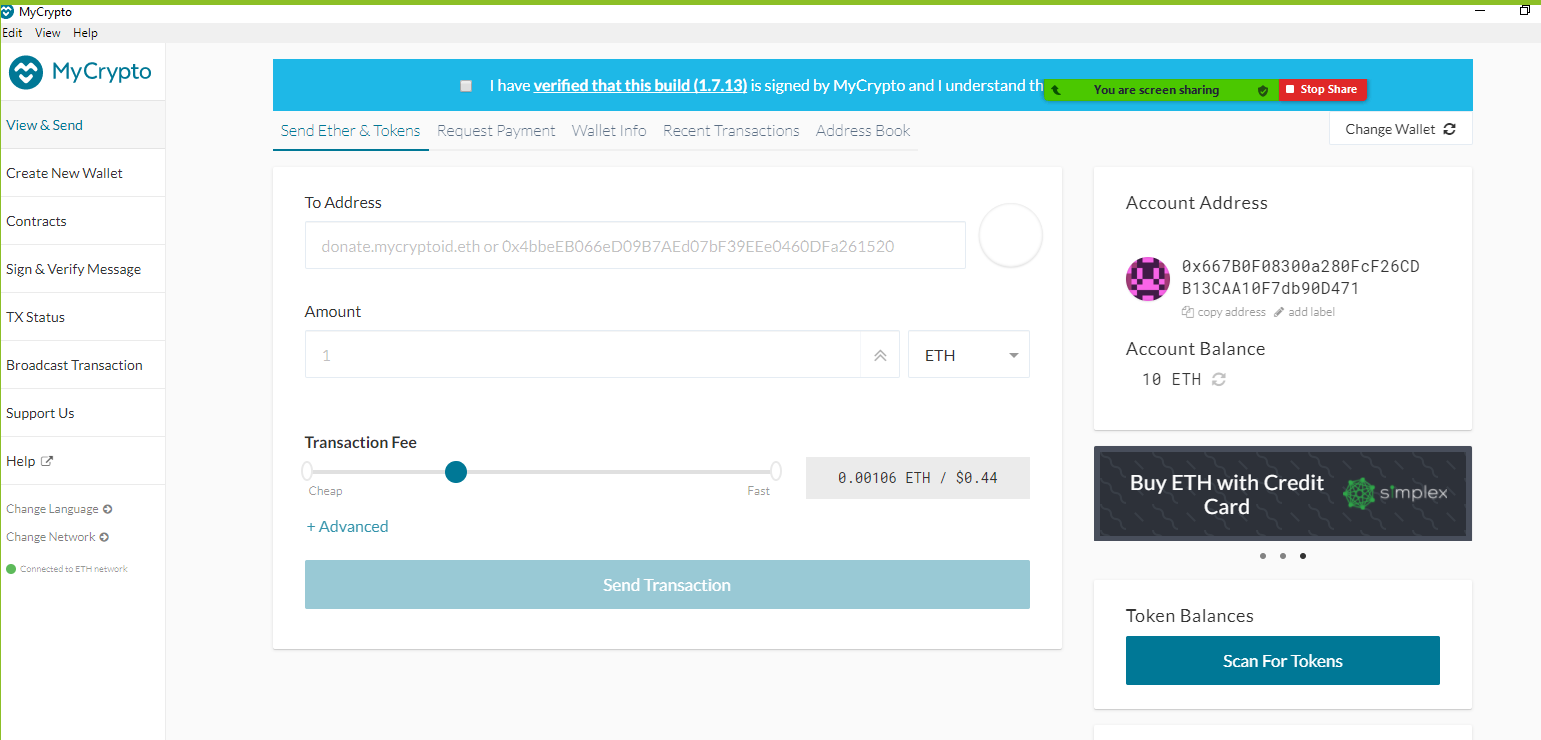 MyCrypto
Edit View Help
MyCrypto
I have verified that this build (1.7.13) is signed by MyCrypto and I understand th
You are screen sharing
Stop Share
View & Send
Create New Wallet
Contracts
Sign & Verify Message
TX Status
Broadcast Transaction
Support Us
Help
Change Language
Change Network
Connected to ETH network
Send Ether & Tokens Request Payment Wallet Info Recent Transactions Address Book
Change Wallet
To Address
donate.mycryptoid.eth or 0x4bbeEB066eD09B7AEd07bF39EEe0460DFa261520
Amount
1
ETH
Transaction Fee
Cheap
Fast
0.00106 ETH / $0.44
+ Advanced
Send Transaction
Account Address
0x667B0F08300a280FcF26CD
B13CAA10F7db90D471
copy address add label
Account Balance
10 ETH
Buy ETH with Credit
Card
simplex
Token Balances
Scan For Tokens